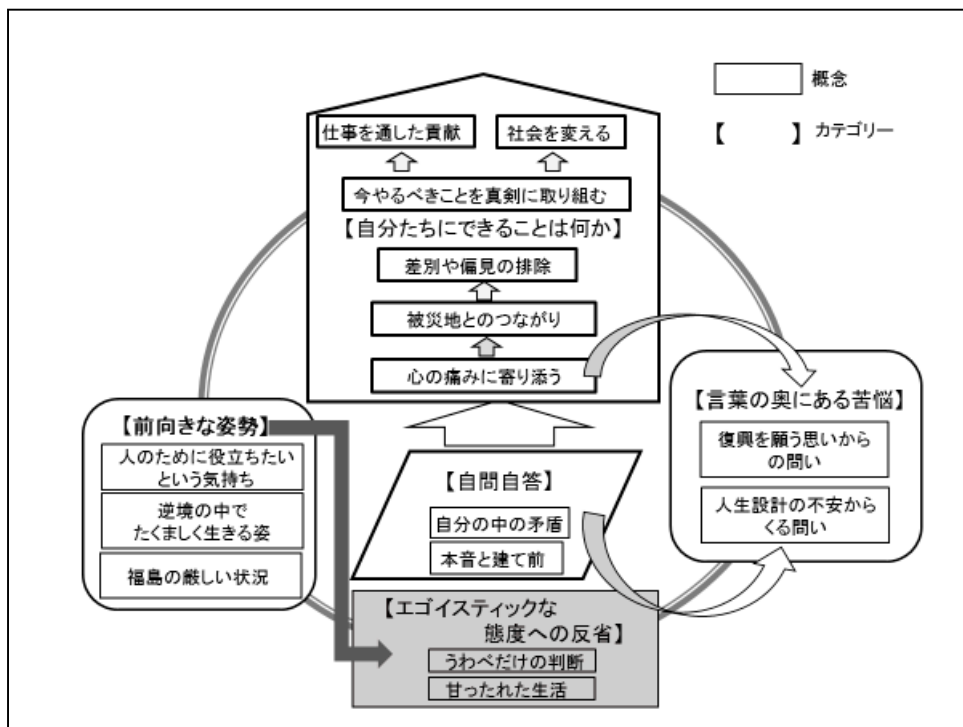 概念
【 】カテゴリー
仕事を通した貢献
社会を変える
今やるべきことを真剣に取り組む
【自分たちにできることは何か】
差別や偏見の排除
被災地とのつながり
心の痛みに寄り添う
【前向きな姿勢】
人のために役立ちたい
という気持ち
逆境の中で
たくましく生きる姿
福島の厳しい状況
【自問自答】
自分の中の矛盾
本音と建て前
【言葉の奥にある苦悩】
復興を願う思いから
の問い
人生設計の不安から
くる問い
【エゴイスティックな
態度への反省】
うわべだけの判断
甘ったれた生活